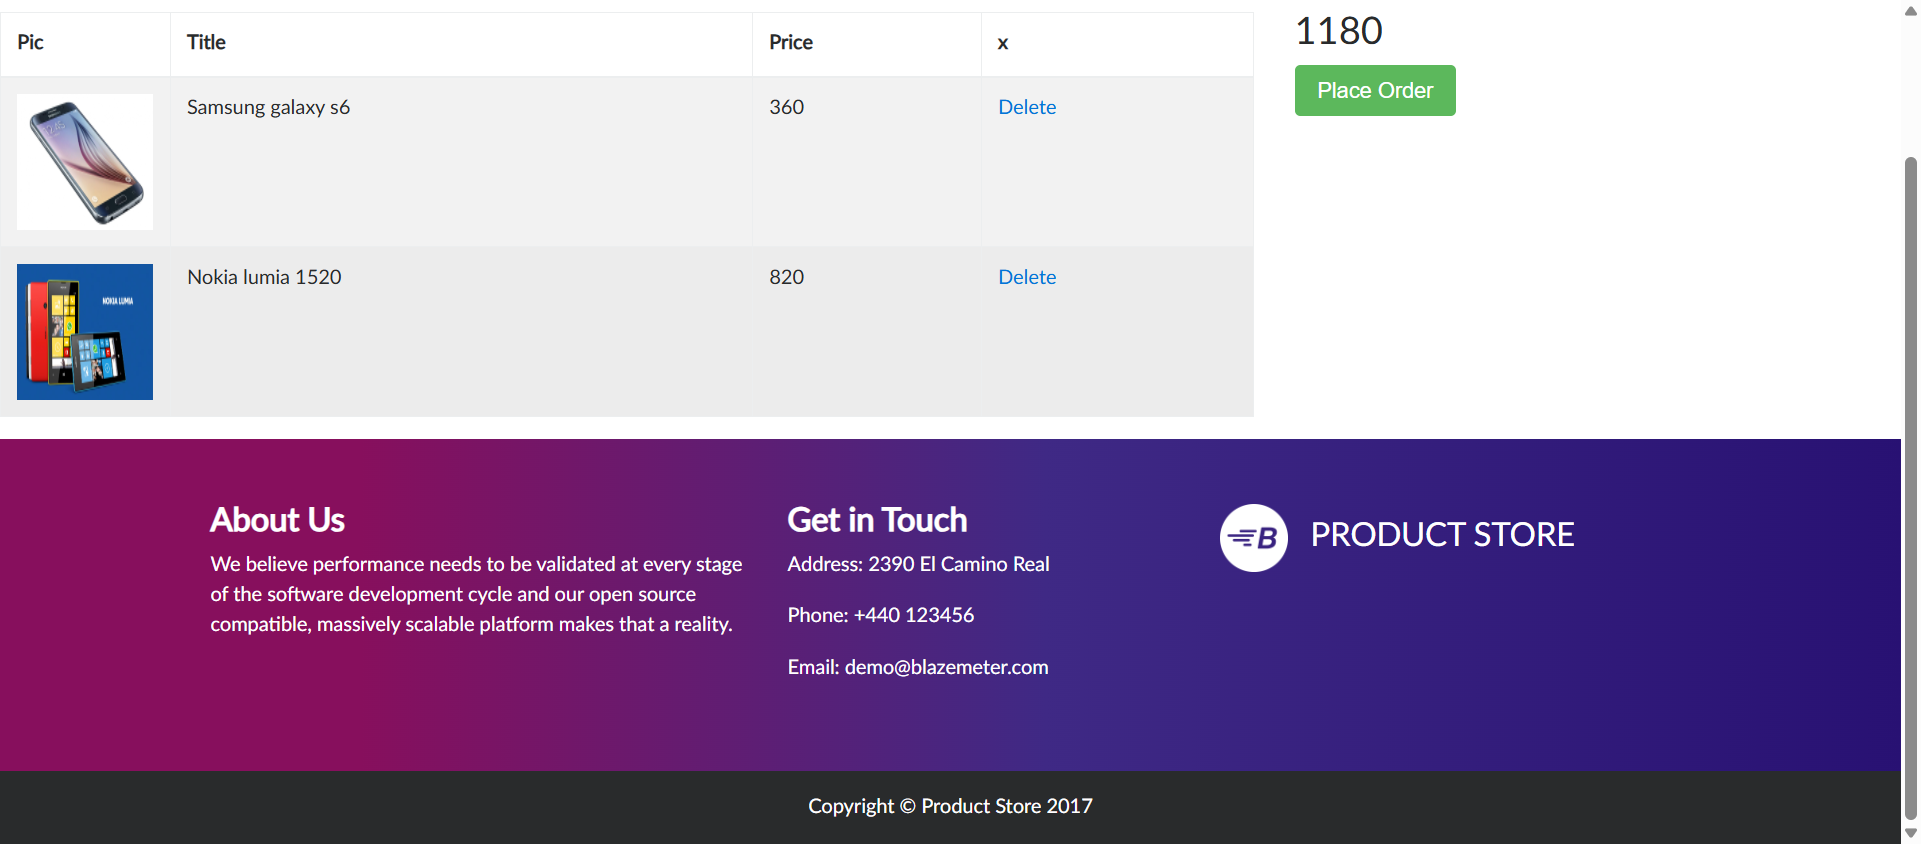 Pic Title Price x
Samsung galaxy s6 360 Delete
NOKIA LUMIA
Nokia lumia 1520 820 Delete
1180
Place Order
About Us
We believe performance needs to be validated at every stage
of the software development cycle and our open source
compatible, massively scalable platform makes that a reality.
Get in Touch
Address: 2390 El Camino Real
Phone: +440 123456
Email: demo@blazemeter.com
B
PRODUCT STORE
Copyright © Product Store 2017